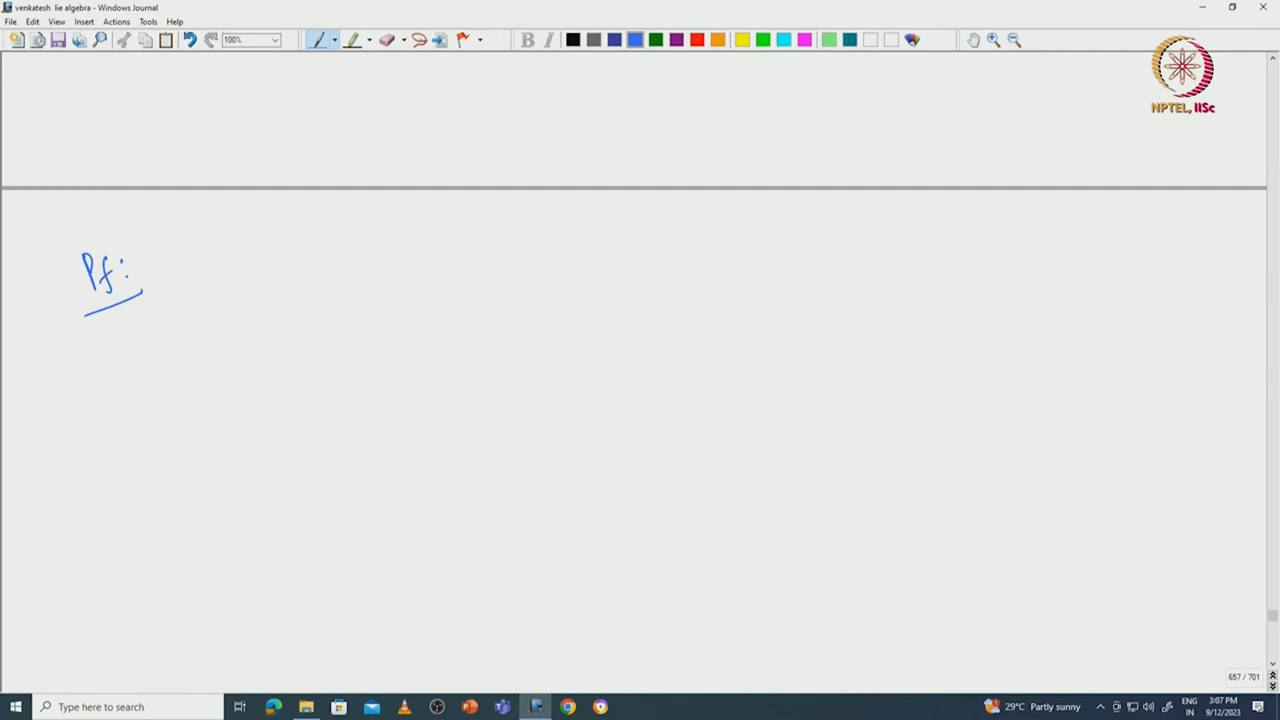 venkatesh lie algebra - Windows Journal
File Edit View Insert Actions Tools Help
100%
B I
NPTEL, IISc
Pf:
657 / 701
Type here to search
29°C Partly sunny
ENG
IN
3:07 PM
9/12/2023